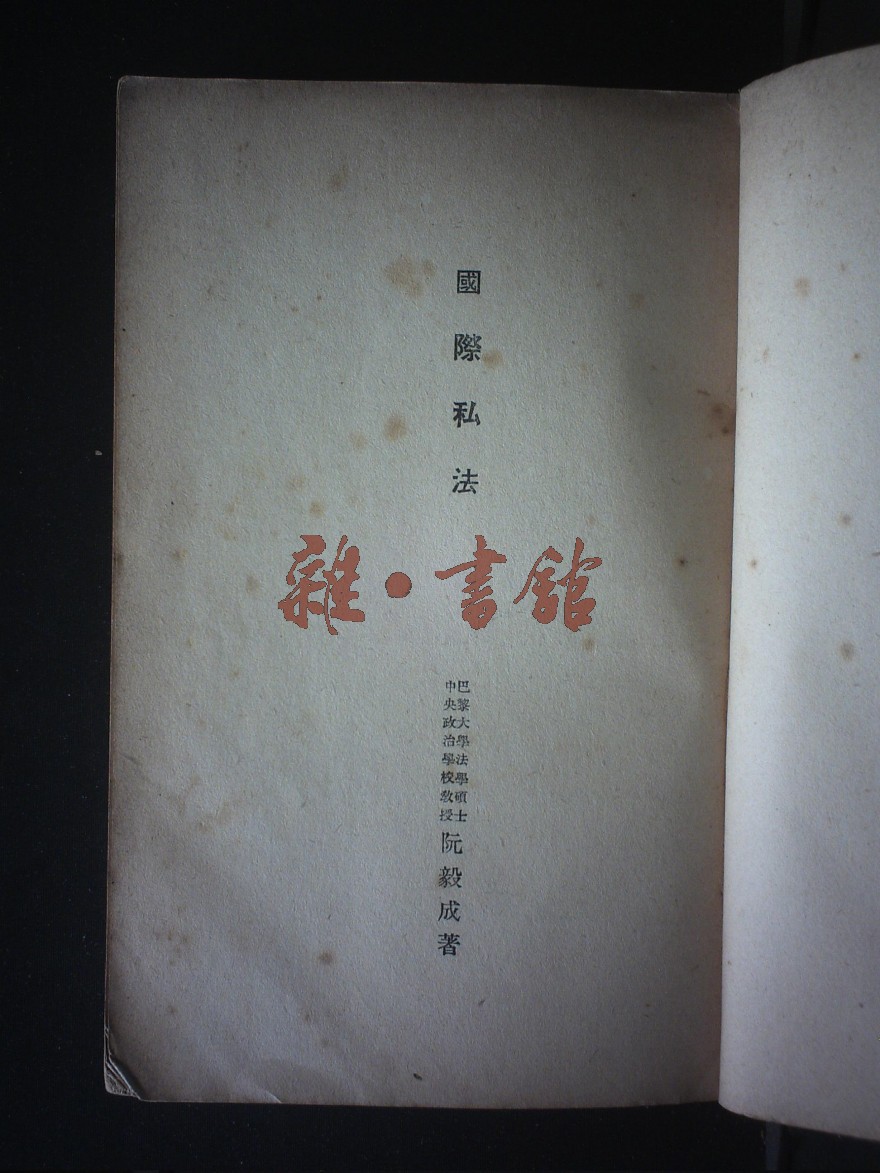 國際私法
雜·書館
巴黎大學法學碩士
中央政治學校敎授
阮毅成著